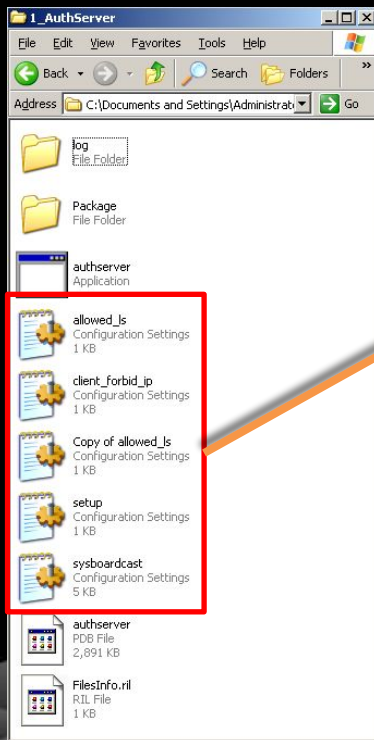 1_AuthServer
File Edit View Favorites Tools Help
Back Search Folders »
Address C:\Documents and Settings\Administrato Go
log
File Folder
Package
File Folder
authserver
Application
allowed_ls
Configuration Settings
1 KB
client_forbid_ip
Configuration Settings
1 KB
Copy of allowed_ls
Configuration Settings
1 KB
setup
Configuration Settings
1 KB
sysboardcast
Configuration Settings
5 KB
authserver
PDB File
2,891 KB
FilesInfo.ril
RIL File
1 KB